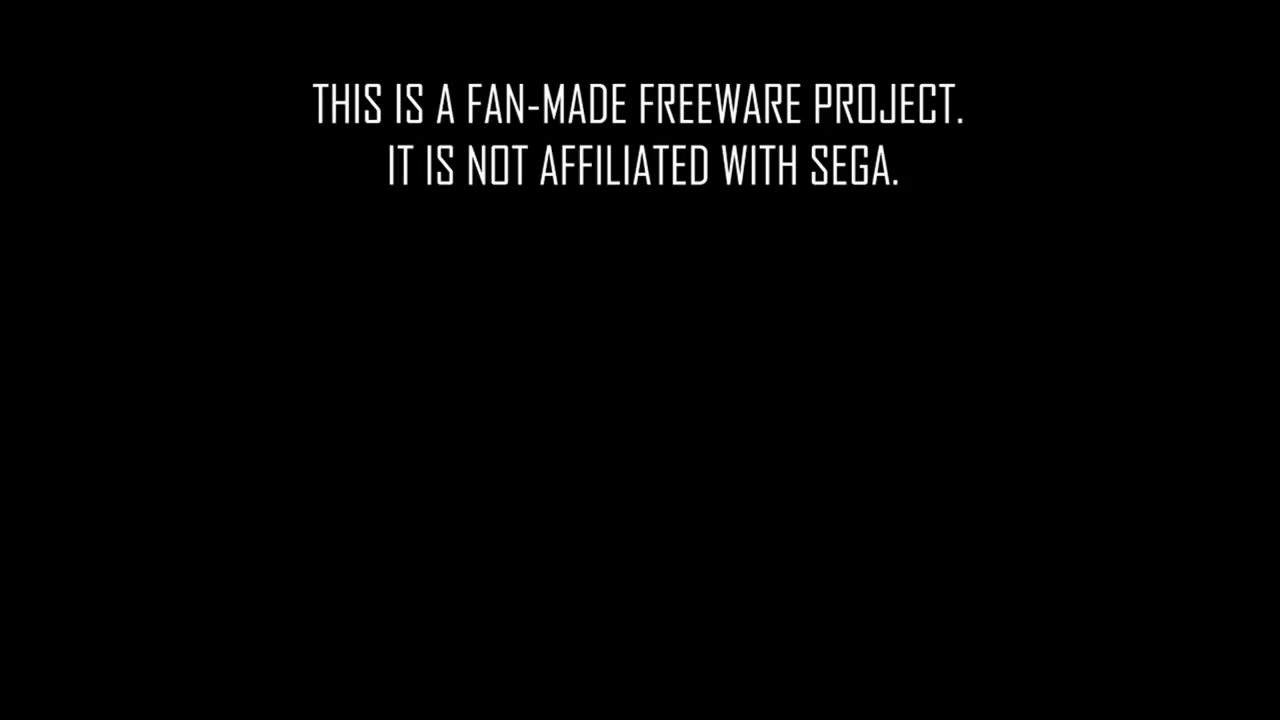 THIS IS A FAN-MADE FREEWARE PROJECT.
IT IS NOT AFFILIATED WITH SEGA.